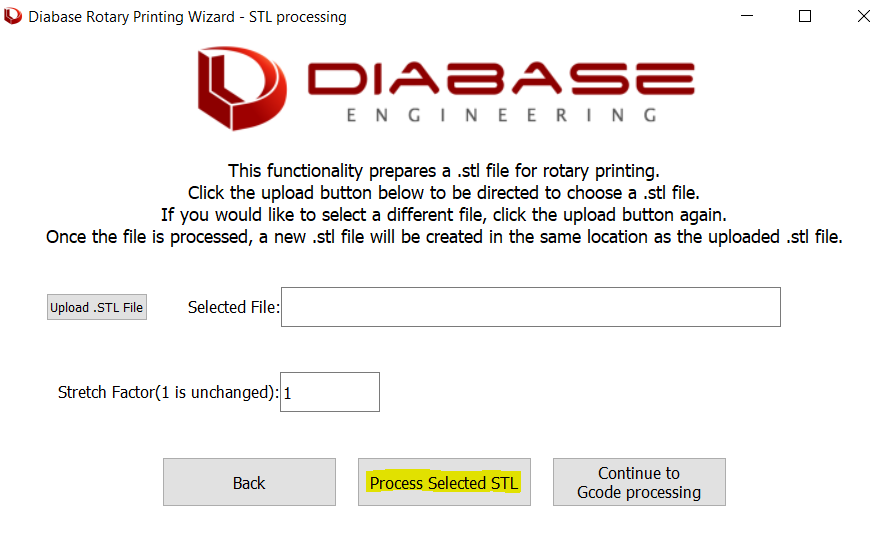 Diabase Rotary Printing Wizard - STL processing
DIABASE
ENGINEERING
This functionality prepares a .stl file for rotary printing.
Click the upload button below to be directed to choose a .stl file.
If you would like to select a different file, click the upload button again.
Once the file is processed, a new .stl file will be created in the same location as the uploaded .stl file.
Upload .STL File Selected File:
Stretch Factor(1 is unchanged): 1
Back Process Selected STL Continue to
Gcode processing